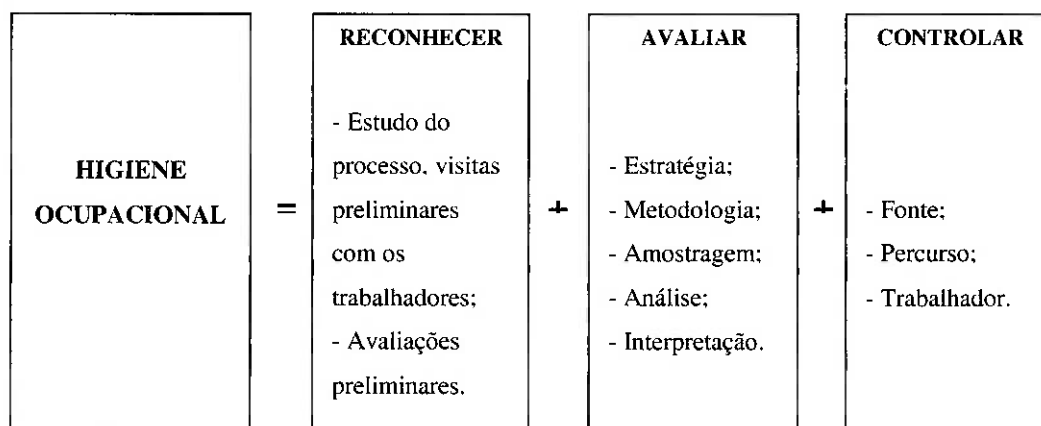 HIGIENE
OCUPACIONAL
=
RECONHECER
- Estudo do
processo, visitas
preliminares
com os
trabalhadores;
- Avaliações
preliminares.
+
AVALIAR
- Estratégia;
- Metodologia;
- Amostragem;
- Análise;
- Interpretação.
+
CONTROLAR
- Fonte;
- Percurso;
- Trabalhador.